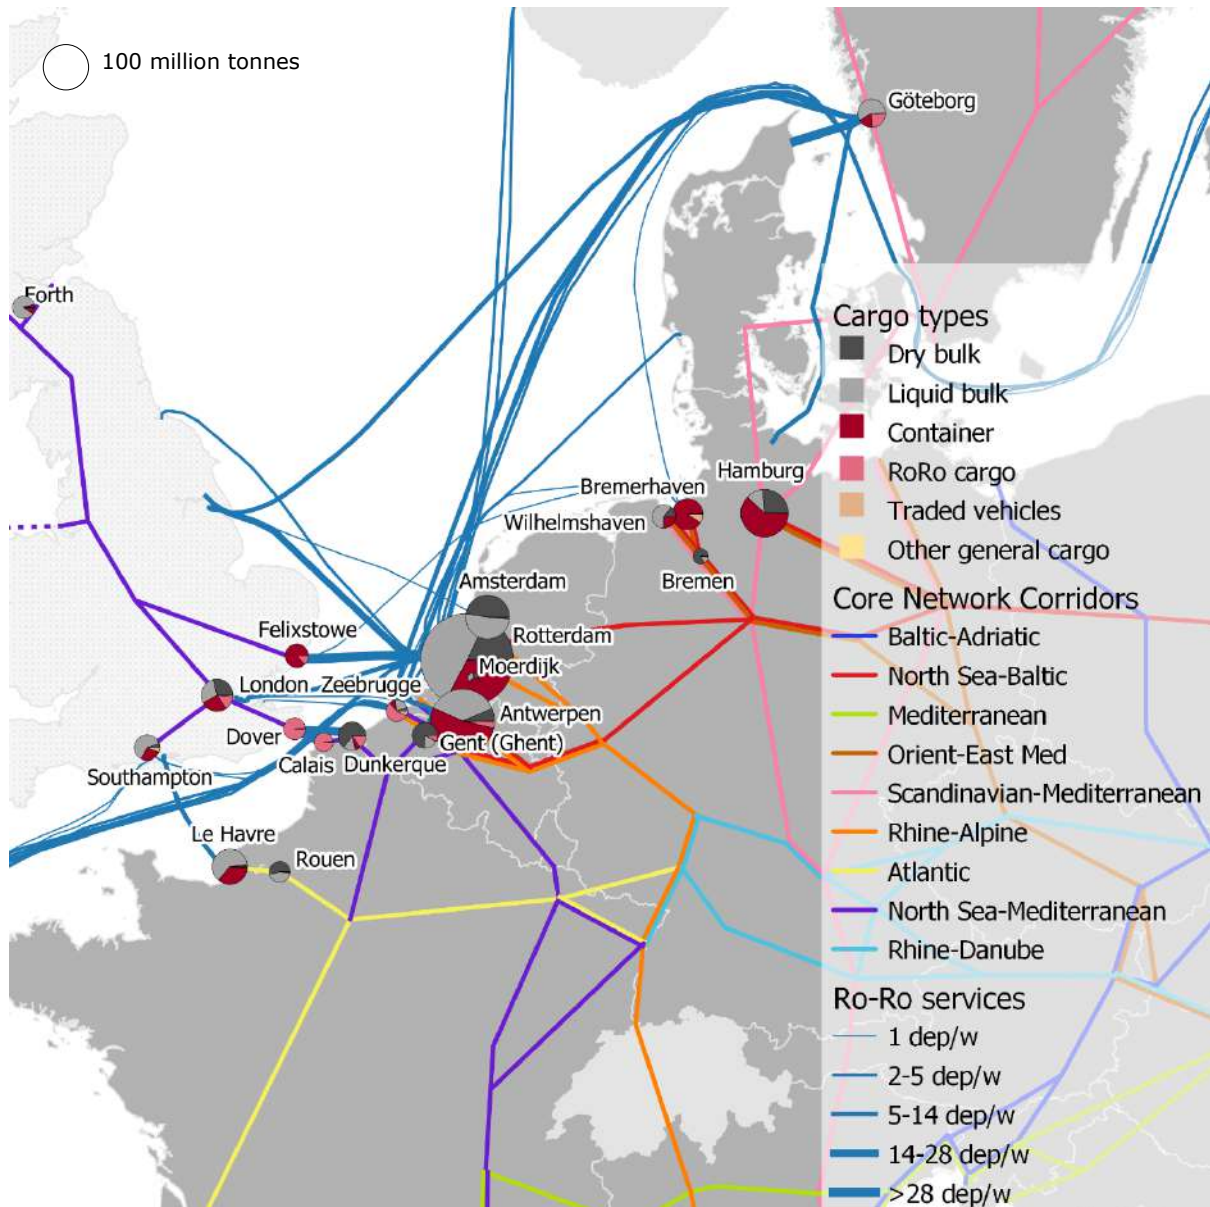 100 million tonnes
Göteborg
Forth
Cargo types
Dry bulk
Liquid bulk
Container
RoRo cargo
Traded vehicles
Other general cargo
Hamburg
Bremerhaven
Wilhelmshaven
Bremen
Amsterdam
Rotterdam
Felixstowe
Moerdijk
London
Zeebrugge
Antwerpen
Dover
Gent (Ghent)
Calais
Dunkerque
Southampton
Le Havre
Rouen
Core Network Corridors
Baltic-Adriatic
North Sea-Baltic
Mediterranean
Orient-East Med
Scandinavian-Mediterranean
Rhine-Alpine
Atlantic
North Sea-Mediterranean
Rhine-Danube
Ro-Ro services
1 dep/w
2-5 dep/w
5-14 dep/w
14-28 dep/w
>28 dep/w